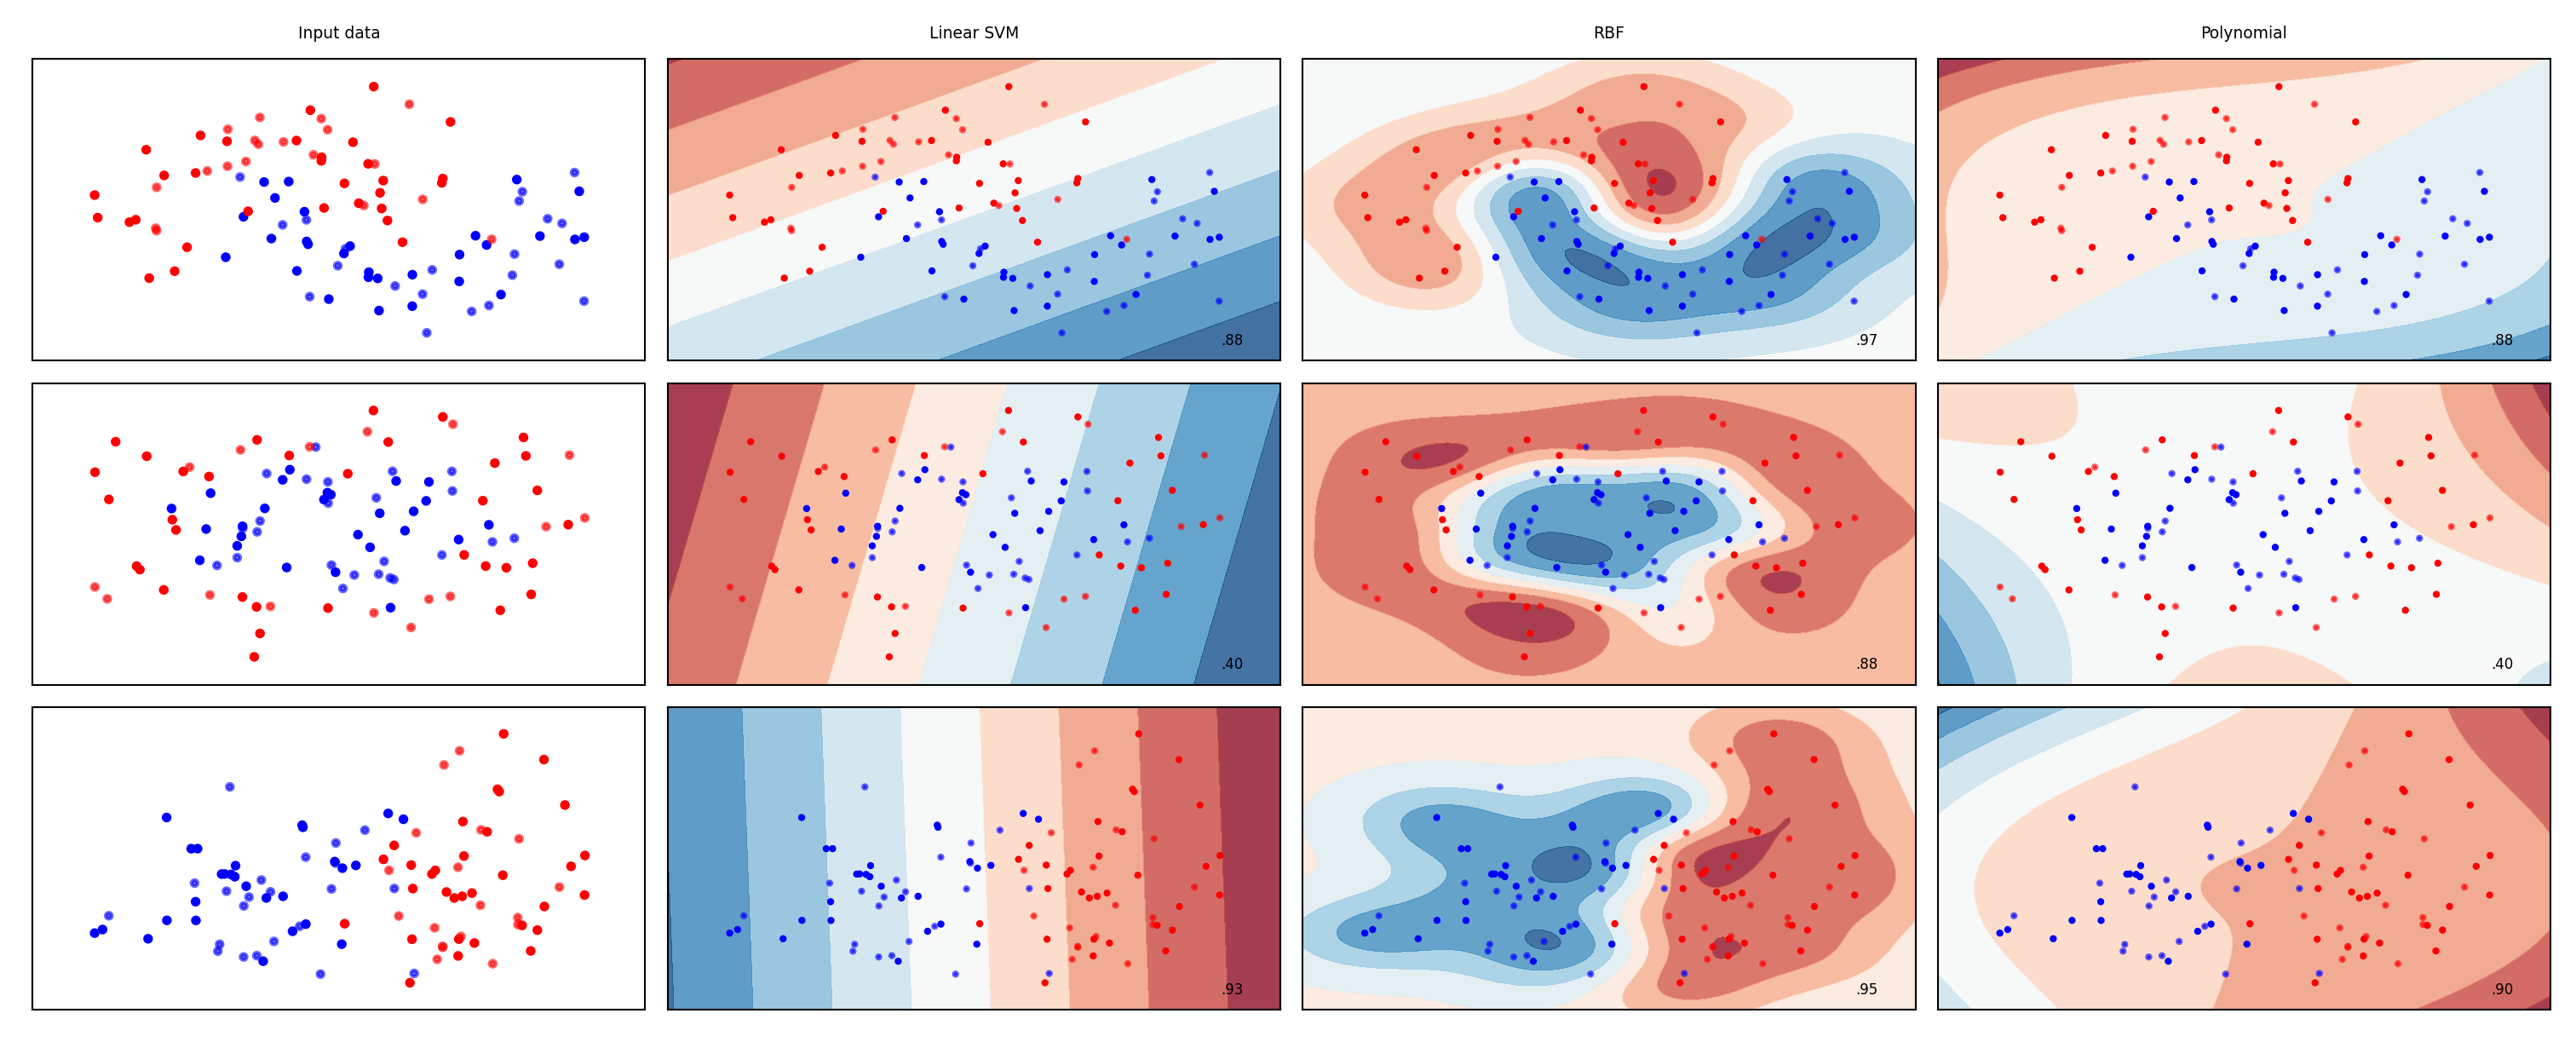 Input data
Linear SVM
RBF
Polynomial
.88
.97
.88
.40
.88
.40
.93
.95
.90